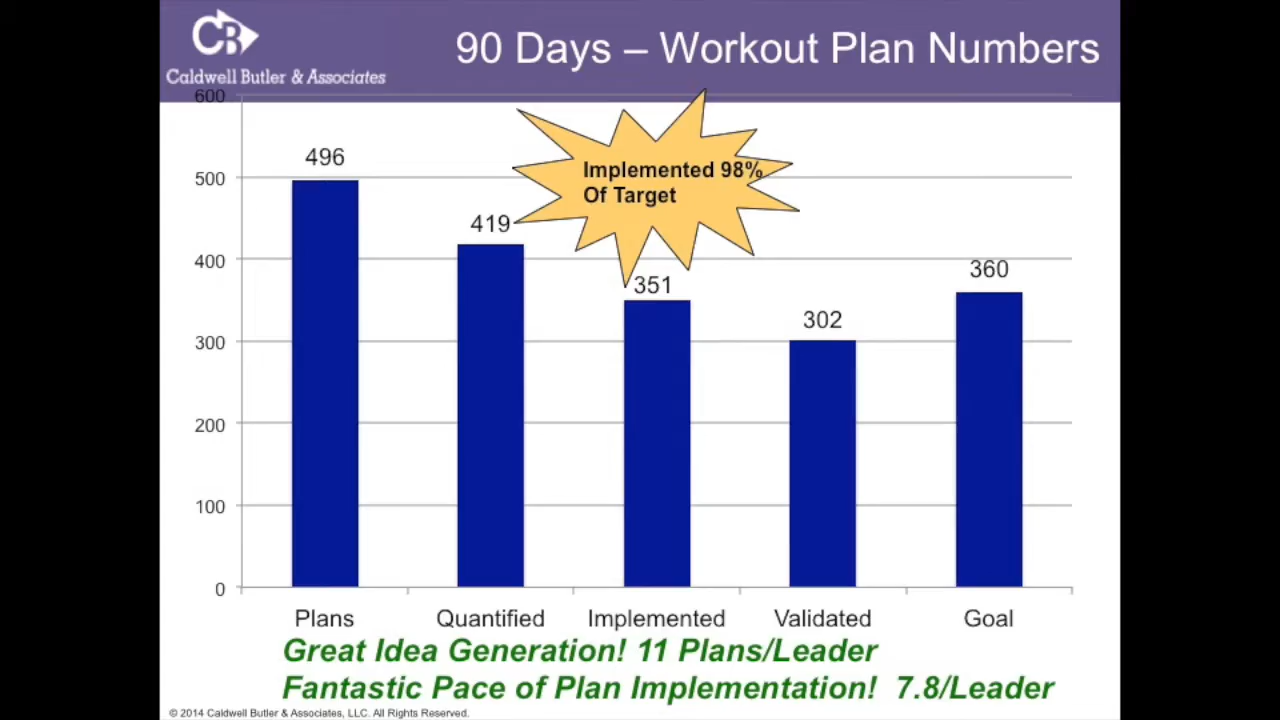 CB
Caldwell Butler & Associates
90 Days – Workout Plan Numbers
600
500
400
300
200
100
0
496
419
351
302
360
Implemented 98%
Of Target
Plans
Quantified
Implemented
Validated
Goal
Great Idea Generation! 11 Plans/Leader
Fantastic Pace of Plan Implementation! 7.8/Leader
© 2014 Caldwell Butler & Associates, LLC. All Rights Reserved.